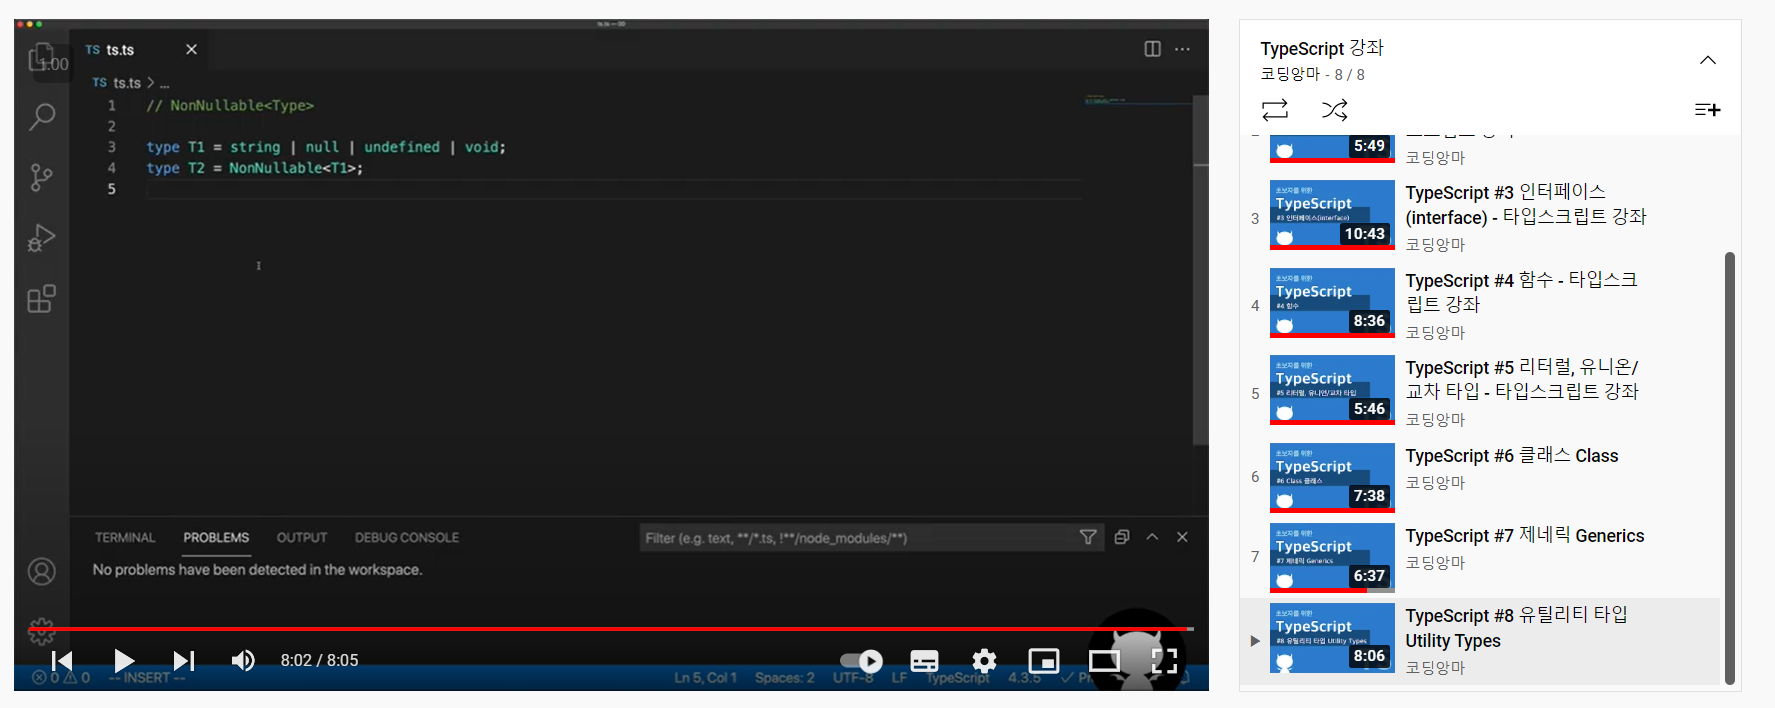 ts.ts — 30
TS ts.ts
1.00
TS ts.ts > ...
1 // NonNullable<Type>
2
3 type T1 = string | null | undefined | void;
4 type T2 = NonNullable<T1>;
5
TERMINAL PROBLEMS OUTPUT DEBUG CONSOLE
Filter (e.g. text, **/*.ts, !**/node_modules/**)
No problems have been detected in the workspace.
8:02 / 8:05
0 0 -- INSERT --
Ln 5, Col 1 Spaces: 2 UTF-8 LF TypeScript 4.3.5
TypeScript 강좌
코딩앙마 - 8 / 8
5:49
코딩앙마
3
초보자를 위한
TypeScript
#3 인터페이스(interface)
10:43
TypeScript #3 인터페이스
(interface) - 타입스크립트 강좌
코딩앙마
4
초보자를 위한
TypeScript
#4 함수
8:36
TypeScript #4 함수 - 타입스크
립트 강좌
코딩앙마
5
초보자를 위한
TypeScript
#5 리터럴, 유니언/교차 타입
5:46
TypeScript #5 리터럴, 유니온/
교차 타입 - 타입스크립트 강좌
코딩앙마
6
초보자를 위한
TypeScript
#6 Class 클래스
7:38
TypeScript #6 클래스 Class
코딩앙마
7
초보자를 위한
TypeScript
#7 제네릭 Generics
6:37
TypeScript #7 제네릭 Generics
코딩앙마
초보자를 위한
TypeScript
#8 유틸리티 타입 Utility Types
8:06
TypeScript #8 유틸리티 타입
Utility Types
코딩앙마